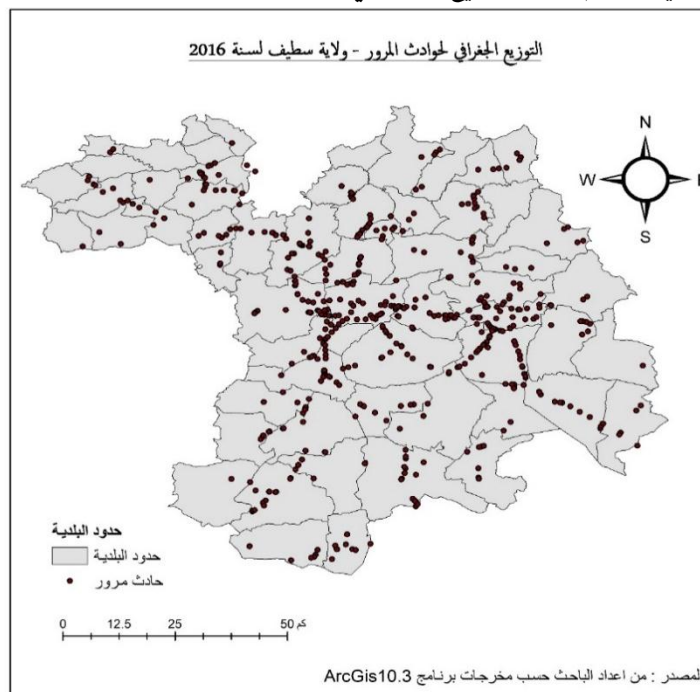 التوزيع الجغرافي لحوادث المرور - ولاية سطيف لسنة 2016
N
W
S
حدود البلدية
حدود البلدية
حادث مرور
0 12.5 25 50 كم
المصدر : من اعداد الباحث حسب مخرجات برنامج ArcGis10.3